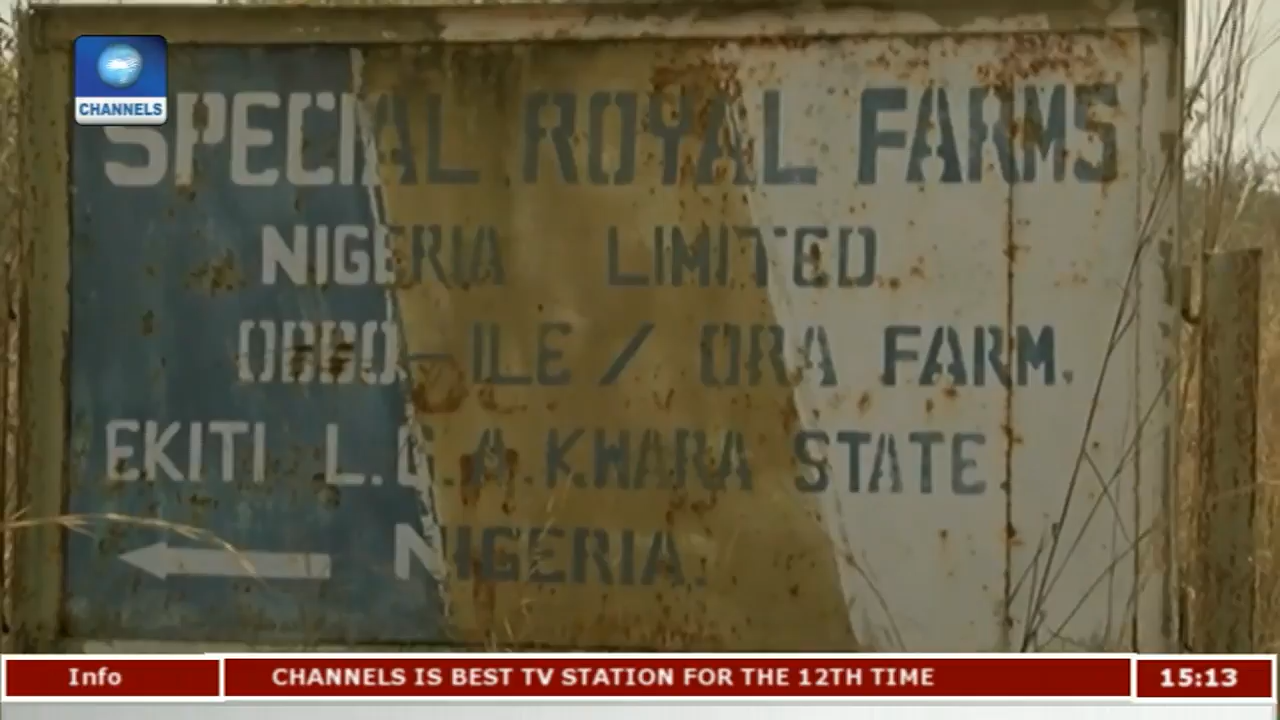 CHANNELS
SPECIAL ROYAL FARMS
NIGERIA LIMITED
OBBO-ILE / ORA FARM.
EKITI L.G.A. KWARA STATE
NIGERIA.
Info
CHANNELS IS BEST TV STATION FOR THE 12TH TIME
15:13